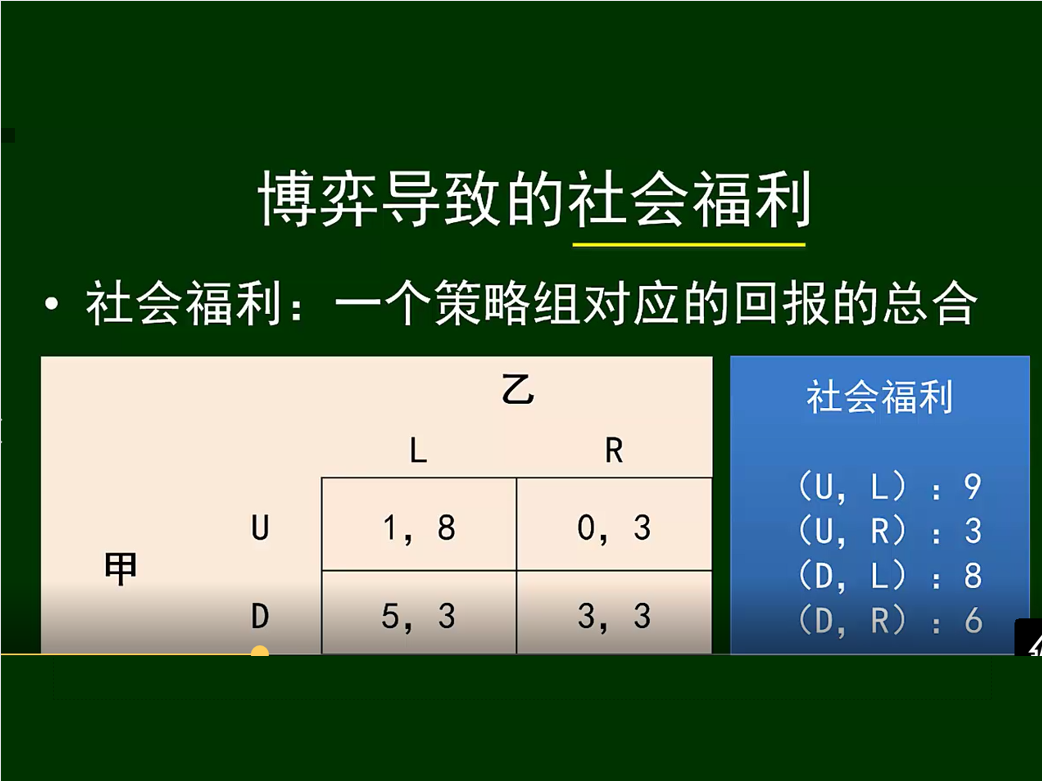 博弈导致的社会福利
• 社会福利：一个策略组对应的回报的总合
乙
L R
U 1，8 0，3
甲
D 5，3 3，3
社会福利
（U，L）：9
（U，R）：3
（D，L）：8
（D，R）：6